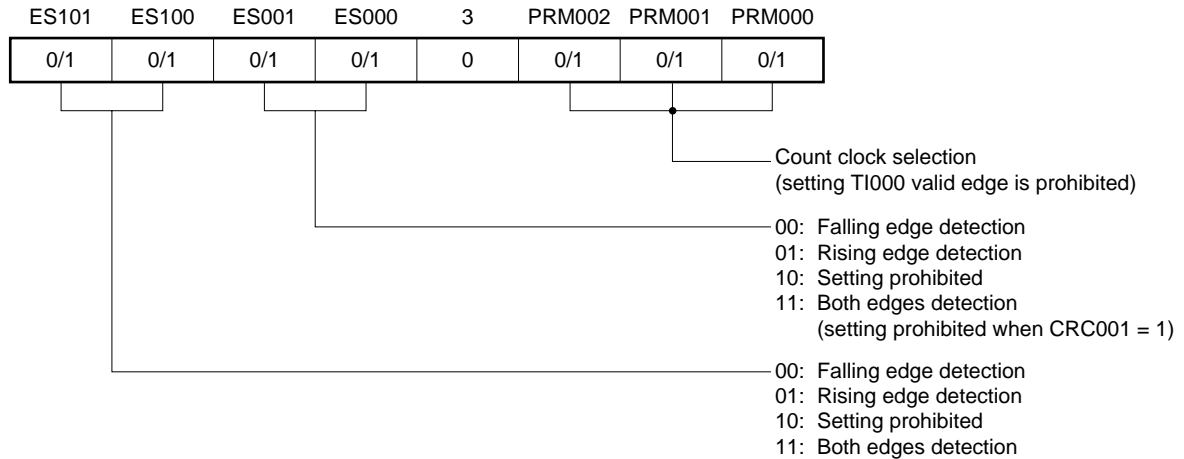 ES101 ES100 ES001 ES000 3 PRM002 PRM001 PRM000
0/1 0/1 0/1 0/1 0 0/1 0/1 0/1
Count clock selection
(setting TI000 valid edge is prohibited)
00: Falling edge detection
01: Rising edge detection
10: Setting prohibited
11: Both edges detection
(setting prohibited when CRC001 = 1)
00: Falling edge detection
01: Rising edge detection
10: Setting prohibited
11: Both edges detection